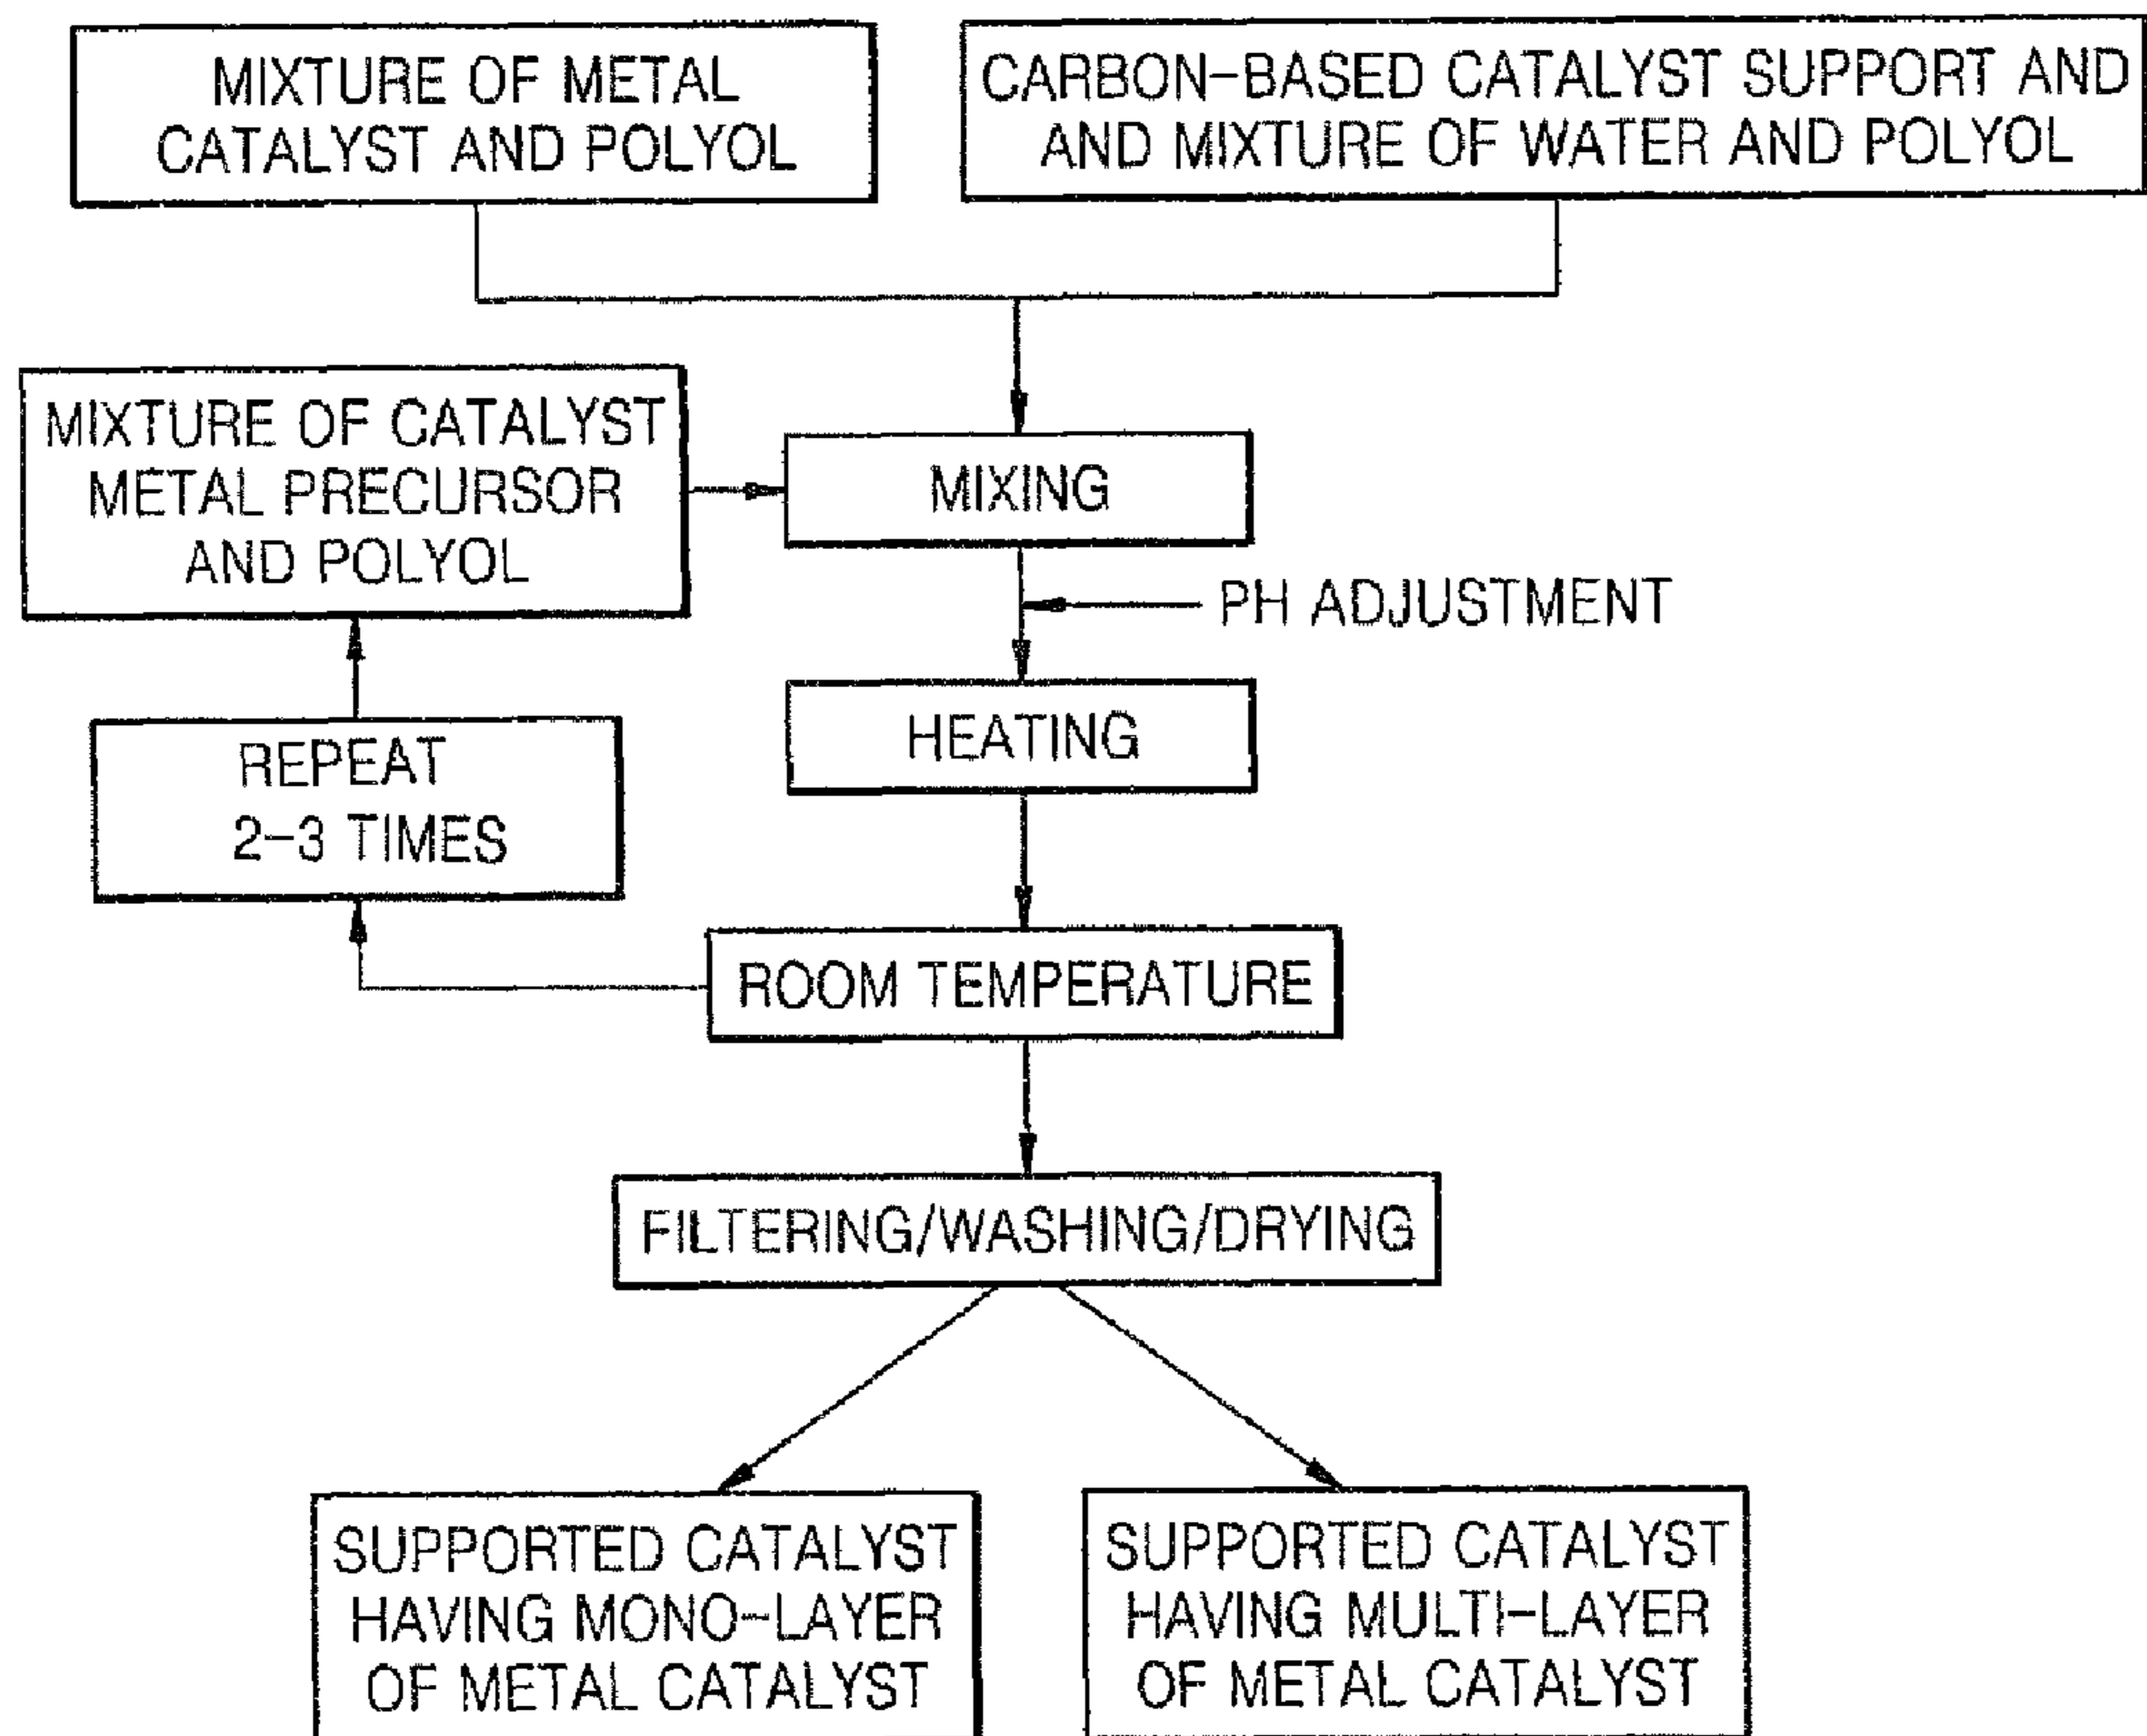 MIXTURE OF METAL
CATALYST AND POLYOL
CARBON-BASED CATALYST SUPPORT AND
AND MIXTURE OF WATER AND POLYOL
MIXTURE OF CATALYST
METAL PRECURSOR
AND POLYOL
MIXING
PH ADJUSTMENT
HEATING
REPEAT
2-3 TIMES
ROOM TEMPERATURE
FILTERING/WASHING/DRYING
SUPPORTED CATALYST
HAVING MONO-LAYER
OF METAL CATALYST
SUPPORTED CATALYST
HAVING MULTI-LAYER
OF METAL CATALYST